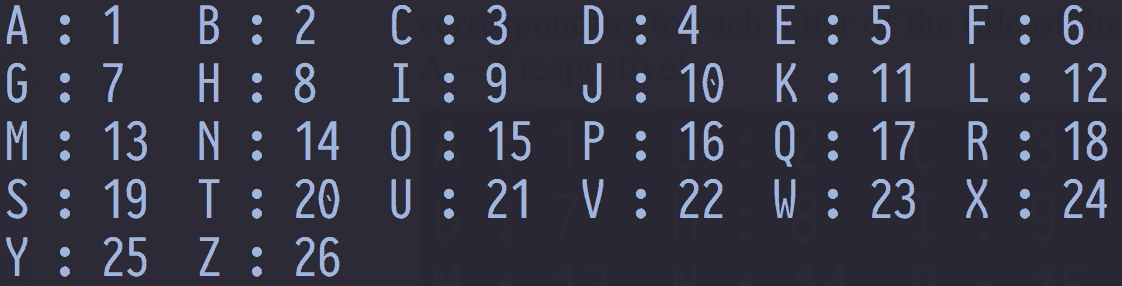 A : 1 B : 2 C : 3 D : 4 E : 5 F : 6
G : 7 H : 8 I : 9 J : 10 K : 11 L : 12
M : 13 N : 14 O : 15 P : 16 Q : 17 R : 18
S : 19 T : 20 U : 21 V : 22 W : 23 X : 24
Y : 25 Z : 26